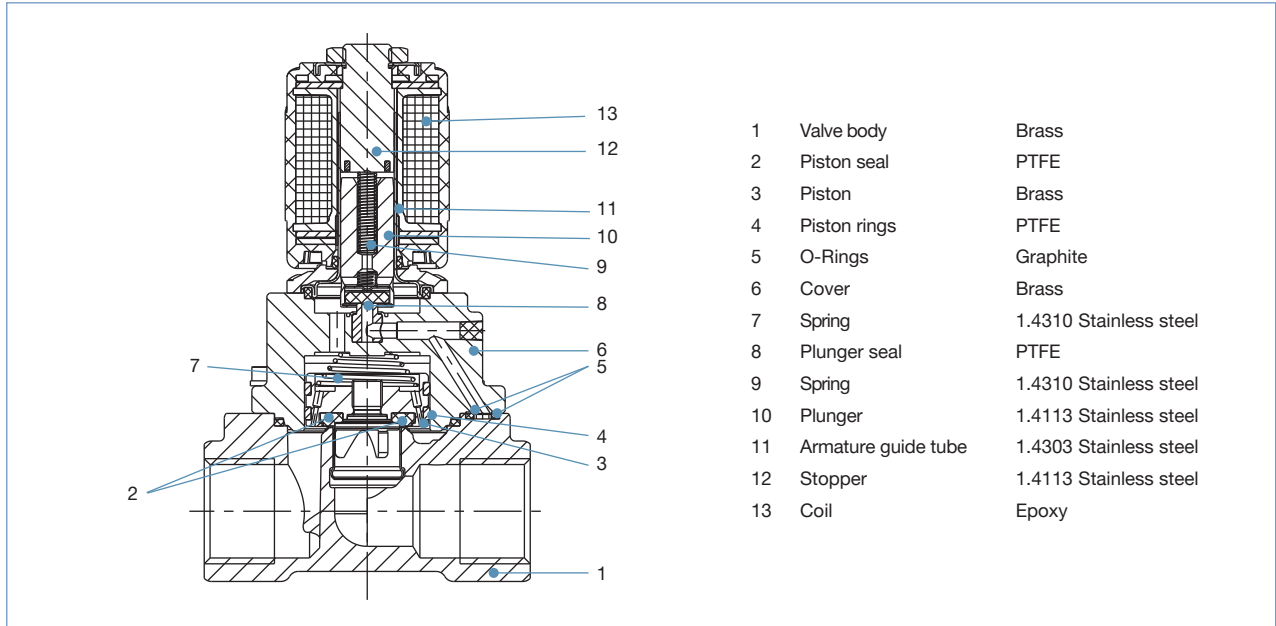 13
12
11
10
9
8
7
6
5
4
3
2
1
1 Valve body Brass
2 Piston seal PTFE
3 Piston Brass
4 Piston rings PTFE
5 O-Rings Graphite
6 Cover Brass
7 Spring 1.4310 Stainless steel
8 Plunger seal PTFE
9 Spring 1.4310 Stainless steel
10 Plunger 1.4113 Stainless steel
11 Armature guide tube 1.4303 Stainless steel
12 Stopper 1.4113 Stainless steel
13 Coil Epoxy